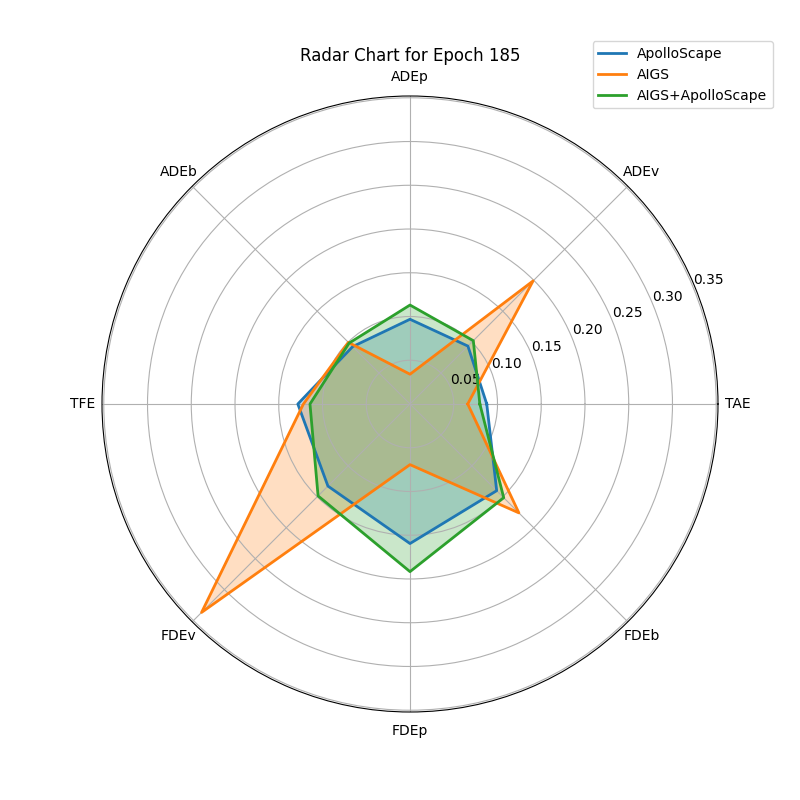 Radar Chart for Epoch 185
ApolloScape
AIGS
AIGS+ApolloScape
ADEp
ADEb
ADEv
0.35
0.30
0.25
0.20
0.15
0.10
0.05
TFE
TAE
FDEv
FDEb
FDEp